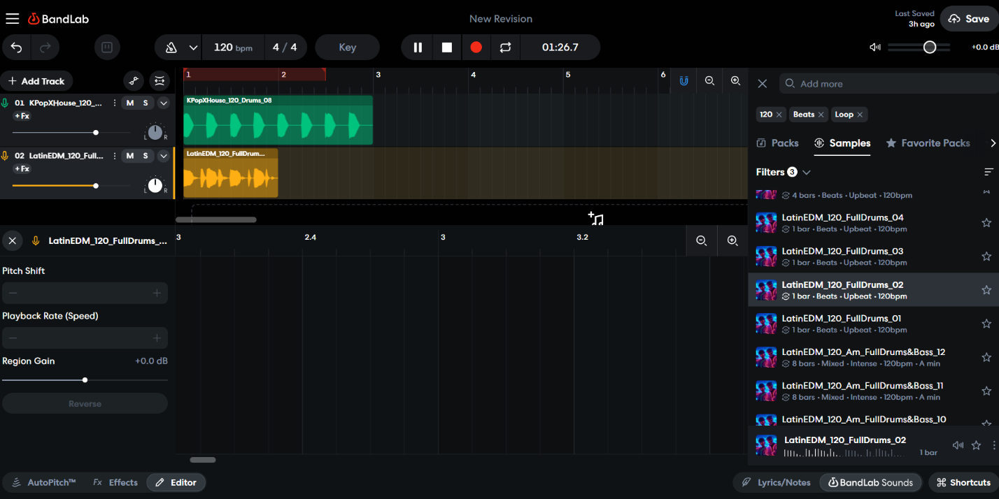 BandLab
New Revision
Last Saved
3h ago
Save
120 bpm
4 / 4
Key
01:26.7
+0.0 dB
+ Add Track
1 2 3 4 5 6
01 KPopXHouse_120_...
M S
+Fx
L R
KPopXHouse_120_Drums_08
02 LatinEDM_120_Full...
M S
+Fx
L R
LatinEDM_120_FullDrum...
LatinEDM_120_FullDrums_...
3 2.4 3 3.2
Pitch Shift
Playback Rate (Speed)
Region Gain +0.0 dB
Reverse
Add more
120 Beats Loop
Packs Samples Favorite Packs
Filters 3
4 bars • Beats • Upbeat • 120bpm
LatinEDM_120_FullDrums_04
1 bar • Beats • Upbeat • 120bpm
LatinEDM_120_FullDrums_03
1 bar • Beats • Upbeat • 120bpm
LatinEDM_120_FullDrums_02
1 bar • Beats • Upbeat • 120bpm
LatinEDM_120_FullDrums_01
1 bar • Beats • Upbeat • 120bpm
LatinEDM_120_Am_FullDrums&Bass_12
8 bars • Mixed • Intense • 120bpm • A min
LatinEDM_120_Am_FullDrums&Bass_11
8 bars • Mixed • Intense • 120bpm • A min
LatinEDM_120_Am_FullDrums&Bass_10
LatinEDM_120_FullDrums_02
1 bar
AutoPitch™
Fx Effects
Editor
Lyrics/Notes
BandLab Sounds
Shortcuts